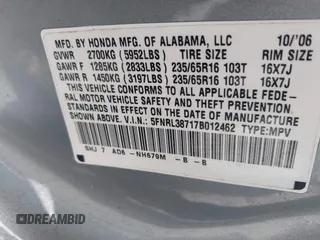 MFD. BY HONDA MFG. OF ALABAMA, LLC 10/'06
GVWR 2700KG (5952LBS) TIRE SIZE RIM SIZE
GAWR F 1285KG (2833LBS) 235/65R16 103T 16X7J
GAWR R 1450KG (3197LBS) 235/65R16 103T 16X7J
THIS VEHICLE CONFORMS TO ALL APPLICABLE FEDE-
RAL MOTOR VEHICLE SAFETY AND THEFT PREVENTION
STANDARDS IN EFFECT ON THE DATE OF MANUFACTURE
SHOWN ABOVE. V.I.N.: 5FNRL38717B012462 TYPE:MPV
SHJ 7 AD6 -NH679M -B -B
DREAMBID